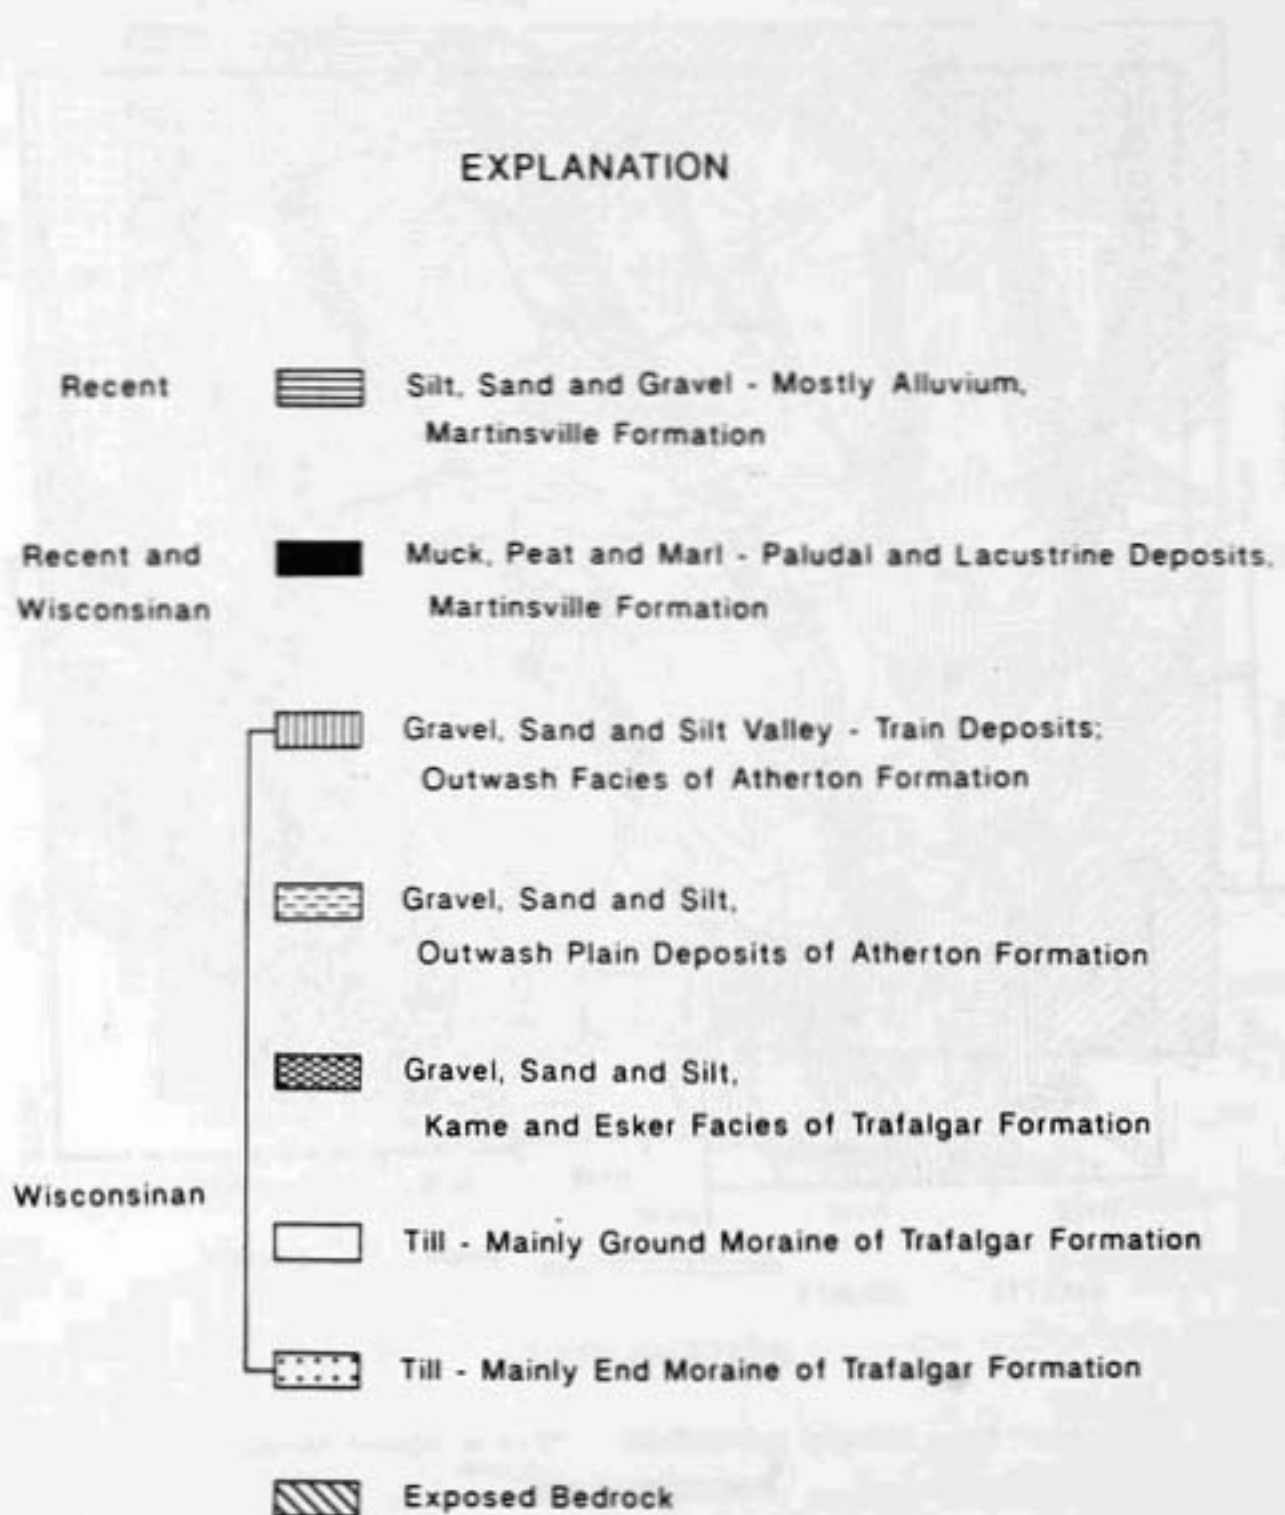 EXPLANATION
Recent
Silt, Sand and Gravel - Mostly Alluvium,
Martinsville Formation
Recent and
Wisconsinan
Muck, Peat and Marl - Paludal and Lacustrine Deposits,
Martinsville Formation
Gravel, Sand and Silt Valley - Train Deposits;
Outwash Facies of Atherton Formation
Gravel, Sand and Silt,
Outwash Plain Deposits of Atherton Formation
Gravel, Sand and Silt,
Kame and Esker Facies of Trafalgar Formation
Wisconsinan
Till - Mainly Ground Moraine of Trafalgar Formation
Till - Mainly End Moraine of Trafalgar Formation
Exposed Bedrock